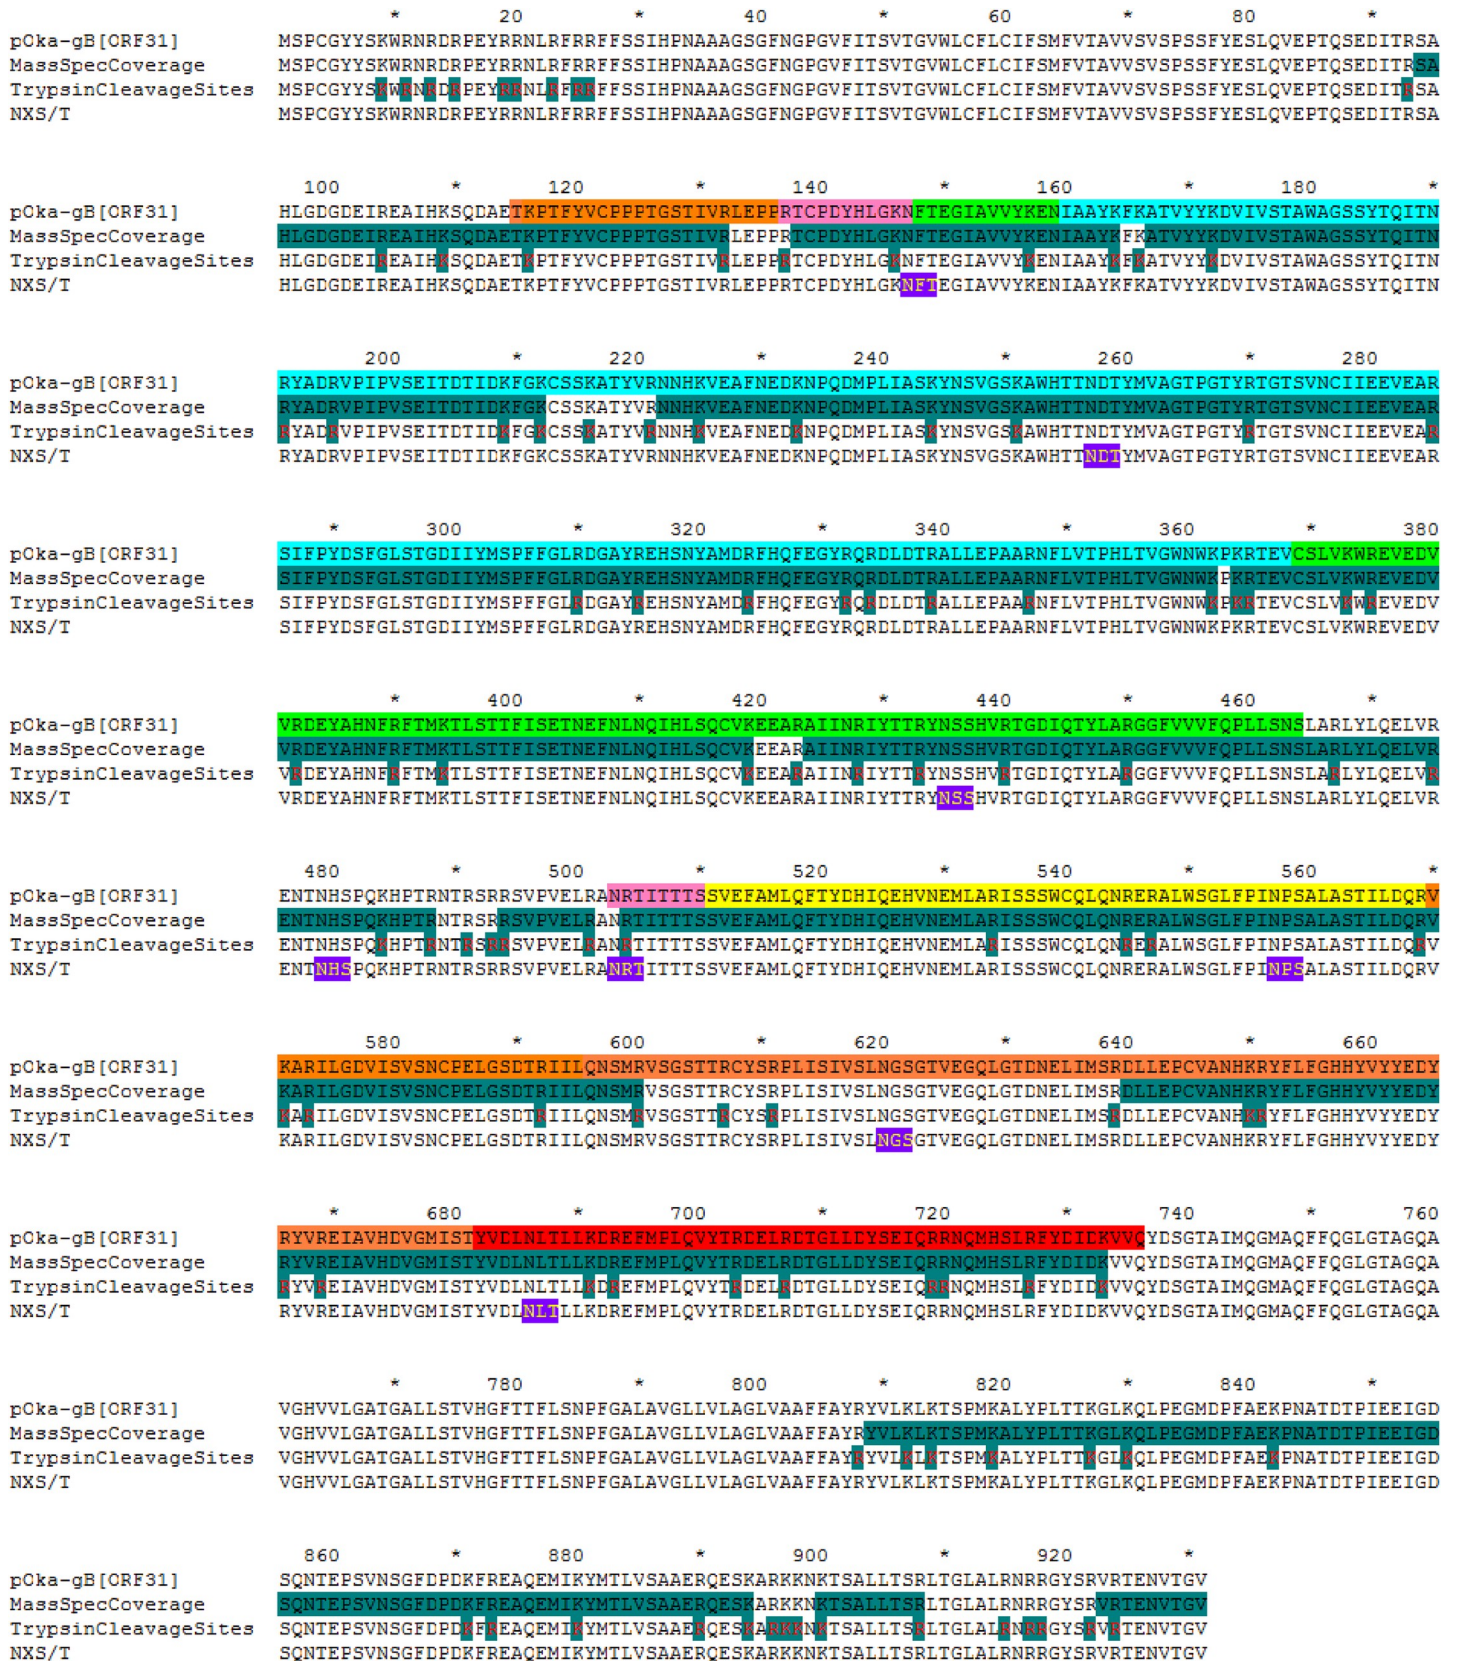 * 20 * 40 * 60 * 80 *
pOka-gB[ORF31] MSPCGYYSKWRNRDRPEYRRNLRFRRFFSSIHPNAAAGSGFNGPGVFITSVTGVWLCFLCIFSMFVTAVVSVSPSSFYESLQVEPTQSEDITRSA
MassSpecCoverage MSPCGYYSKWRNRDRPEYRRNLRFRRFFSSIHPNAAAGSGFNGPGVFITSVTGVWLCFLCIFSMFVTAVVSVSPSSFYESLQVEPTQSEDITRSA
TrypsinCleavageSites MSPCGYYSKWRNRDRPEYRRNLRFRRFFSSIHPNAAAGSGFNGPGVFITSVTGVWLCFLCIFSMFVTAVVSVSPSSFYESLQVEPTQSEDITRSA
NXS/T MSPCGYYSKWRNRDRPEYRRNLRFRRFFSSIHPNAAAGSGFNGPGVFITSVTGVWLCFLCIFSMFVTAVVSVSPSSFYESLQVEPTQSEDITRSA
100 * 120 * 140 * 160 * 180 *
pOka-gB[ORF31] HLGDGDEIREAIHKSQDAETKPTFYVCPPPTGSTIVRLEPPRTCPDYHLGKNFTEGIAVVYKENIAAYKFKATVYYKDVIVSTAWAGSSYTQITN
MassSpecCoverage HLGDGDEIREAIHKSQDAETKPTFYVCPPPTGSTIVRLEPPRTCPDYHLGKNFTEGIAVVYKENIAAYKFKATVYYKDVIVSTAWAGSSYTQITN
TrypsinCleavageSites HLGDGDEIREAIHKSQDAETKPTFYVCPPPTGSTIVRLEPPRTCPDYHLGKNFTEGIAVVYKENIAAYKFKATVYYKDVIVSTAWAGSSYTQITN
NXS/T HLGDGDEIREAIHKSQDAETKPTFYVCPPPTGSTIVRLEPPRTCPDYHLGKNFTEGIAVVYKENIAAYKFKATVYYKDVIVSTAWAGSSYTQITN
200 * 220 * 240 * 260 * 280
pOka-gB[ORF31] RYADRVPIPVSEITDTIDKFGKCSSKATYVRNNHKVEAFNEDKNPQDMPLIASKYNSVGSKAWHTTNDTYMVAGTPGTYRTGTSVNCIIEEVEAR
MassSpecCoverage RYADRVPIPVSEITDTIDKFGKCSSKATYVRNNHKVEAFNEDKNPQDMPLIASKYNSVGSKAWHTTNDTYMVAGTPGTYRTGTSVNCIIEEVEAR
TrypsinCleavageSites RYADRVPIPVSEITDTIDKFGKCSSKATYVRNNHKVEAFNEDKNPQDMPLIASKYNSVGSKAWHTTNDTYMVAGTPGTYRTGTSVNCIIEEVEAR
NXS/T RYADRVPIPVSEITDTIDKFGKCSSKATYVRNNHKVEAFNEDKNPQDMPLIASKYNSVGSKAWHTTNDTYMVAGTPGTYRTGTSVNCIIEEVEAR
* 300 * 320 * 340 * 360 * 380
pOka-gB[ORF31] SIFPYDSFGLSTGDIIYMSPFFGLRDGAYREHSNYAMDRFHQFEGYRQRDLDTRALLEPAARNFLVTPHLTVGWNWKPKRTEVCSLVKWREVEDV
MassSpecCoverage SIFPYDSFGLSTGDIIYMSPFFGLRDGAYREHSNYAMDRFHQFEGYRQRDLDTRALLEPAARNFLVTPHLTVGWNWKPKRTEVCSLVKWREVEDV
TrypsinCleavageSites SIFPYDSFGLSTGDIIYMSPFFGLRDGAYREHSNYAMDRFHQFEGYRQRDLDTRALLEPAARNFLVTPHLTVGWNWKPKRTEVCSLVKWREVEDV
NXS/T SIFPYDSFGLSTGDIIYMSPFFGLRDGAYREHSNYAMDRFHQFEGYRQRDLDTRALLEPAARNFLVTPHLTVGWNWKPKRTEVCSLVKWREVEDV
* 400 * 420 * 440 * 460 *
pOka-gB[ORF31] VRDEYAHNFRFTMKTLSTTFISETNEFNLNQIHLSQCVKEEARAIINRIYTTRYNSSHVRTGDIQTYLARGGFVVVFQPLLSNSLARLYLQELVR
MassSpecCoverage VRDEYAHNFRFTMKTLSTTFISETNEFNLNQIHLSQCVKEEARAIINRIYTTRYNSSHVRTGDIQTYLARGGFVVVFQPLLSNSLARLYLQELVR
TrypsinCleavageSites VRDEYAHNFRFTMKTLSTTFISETNEFNLNQIHLSQCVKEEARAIINRIYTTRYNSSHVRTGDIQTYLARGGFVVVFQPLLSNSLARLYLQELVR
NXS/T VRDEYAHNFRFTMKTLSTTFISETNEFNLNQIHLSQCVKEEARAIINRIYTTRYNSSHVRTGDIQTYLARGGFVVVFQPLLSNSLARLYLQELVR
480 * 500 * 520 * 540 * 560 *
pOka-gB[ORF31] ENTNHSPQKHPTRNTRSRRSVPVELRANRTITTTSSVEFAMLQFTYDHIQEHVNEMLARISSSWCQLQNRERALWSGLFPINPSALASTILDQRV
MassSpecCoverage ENTNHSPQKHPTRNTRSRRSVPVELRANRTITTTSSVEFAMLQFTYDHIQEHVNEMLARISSSWCQLQNRERALWSGLFPINPSALASTILDQRV
TrypsinCleavageSites ENTNHSPQKHPTRNTRSRRSVPVELRANRTITTTSSVEFAMLQFTYDHIQEHVNEMLARISSSWCQLQNRERALWSGLFPINPSALASTILDQRV
NXS/T ENTNHSPQKHPTRNTRSRRSVPVELRANRTITTTSSVEFAMLQFTYDHIQEHVNEMLARISSSWCQLQNRERALWSGLFPINPSALASTILDQRV
580 * 600 * 620 * 640 * 660
pOka-gB[ORF31] KARILGDVISVSNCPELGSDTRIILQNSMRVSGSTTRCYSRPLISIVSLNGSGTVEGQLGTDNELIMSRDLLEPCVANHKRYFLFGHHYVYYEDY
MassSpecCoverage KARILGDVISVSNCPELGSDTRIILQNSMRVSGSTTRCYSRPLISIVSLNGSGTVEGQLGTDNELIMSRDLLEPCVANHKRYFLFGHHYVYYEDY
TrypsinCleavageSites KARILGDVISVSNCPELGSDTRIILQNSMRVSGSTTRCYSRPLISIVSLNGSGTVEGQLGTDNELIMSRDLLEPCVANHKRYFLFGHHYVYYEDY
NXS/T KARILGDVISVSNCPELGSDTRIILQNSMRVSGSTTRCYSRPLISIVSLNGSGTVEGQLGTDNELIMSRDLLEPCVANHKRYFLFGHHYVYYEDY
* 680 * 700 * 720 * 740 * 760
pOka-gB[ORF31] RYVREIAVHDVGMISTYVDLNLTLLKDREFMPLQVYTRDELRDTGLLDYSEIQRRNQMHSLRFYDIDKVVQYDSGTAIMQGMAQFFQGLGTAGQA
MassSpecCoverage RYVREIAVHDVGMISTYVDLNLTLLKDREFMPLQVYTRDELRDTGLLDYSEIQRRNQMHSLRFYDIDKVVQYDSGTAIMQGMAQFFQGLGTAGQA
TrypsinCleavageSites RYVREIAVHDVGMISTYVDLNLTLLKDREFMPLQVYTRDELRDTGLLDYSEIQRRNQMHSLRFYDIDKVVQYDSGTAIMQGMAQFFQGLGTAGQA
NXS/T RYVREIAVHDVGMISTYVDLNLTLLKDREFMPLQVYTRDELRDTGLLDYSEIQRRNQMHSLRFYDIDKVVQYDSGTAIMQGMAQFFQGLGTAGQA
* 780 * 800 * 820 * 840 *
pOka-gB[ORF31] VGHVVLGATGALLSTVHGFTTFLSNPFGALAVGLLVLAGLVAAFFAYRYVLKLKTSPMKALYPLTTKGLKQLPEGMDPFAEKPNATDTPIEEIGD
MassSpecCoverage VGHVVLGATGALLSTVHGFTTFLSNPFGALAVGLLVLAGLVAAFFAYRYVLKLKTSPMKALYPLTTKGLKQLPEGMDPFAEKPNATDTPIEEIGD
TrypsinCleavageSites VGHVVLGATGALLSTVHGFTTFLSNPFGALAVGLLVLAGLVAAFFAYRYVLKLKTSPMKALYPLTTKGLKQLPEGMDPFAEKPNATDTPIEEIGD
NXS/T VGHVVLGATGALLSTVHGFTTFLSNPFGALAVGLLVLAGLVAAFFAYRYVLKLKTSPMKALYPLTTKGLKQLPEGMDPFAEKPNATDTPIEEIGD
860 * 880 * 900 * 920 *
pOka-gB[ORF31] SQNTEPSVNSGFDPDKFREAQEMIKYMTLVSAAERQESKARKKNKTSALLTSRLTGLALRNRRGYSRVRTENVTGV
MassSpecCoverage SQNTEPSVNSGFDPDKFREAQEMIKYMTLVSAAERQESKARKKNKTSALLTSRLTGLALRNRRGYSRVRTENVTGV
TrypsinCleavageSites SQNTEPSVNSGFDPDKFREAQEMIKYMTLVSAAERQESKARKKNKTSALLTSRLTGLALRNRRGYSRVRTENVTGV
NXS/T SQNTEPSVNSGFDPDKFREAQEMIKYMTLVSAAERQESKARKKNKTSALLTSRLTGLALRNRRGYSRVRTENVTGV